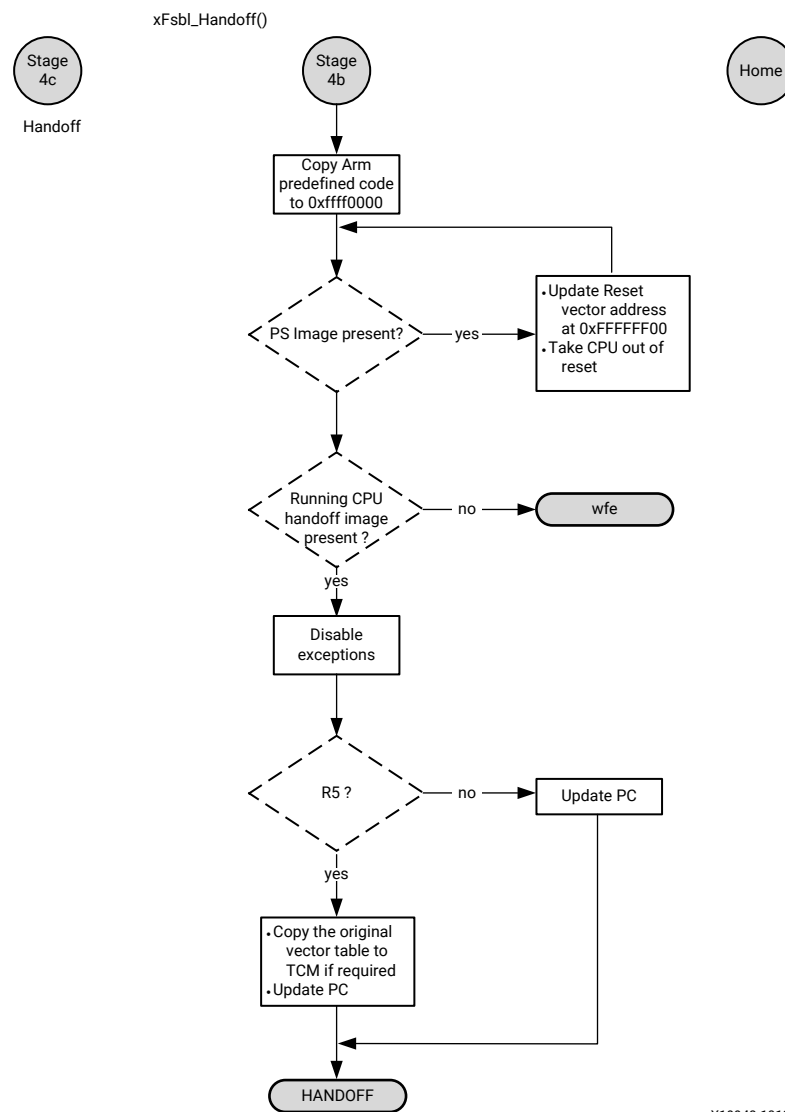 xFsbl_Handoff()
Stage
4c
Stage
4b
Home
Handoff
Copy Arm
predefined code
to 0xffff0000
PS Image present?
yes
•Update Reset
vector address
at 0xFFFFFF00
•Take CPU out of
reset
Running CPU
handoff image
present ?
no
wfe
yes
Disable
exceptions
R5 ?
no
Update PC
yes
•Copy the original
vector table to
TCM if required
•Update PC
HANDOFF